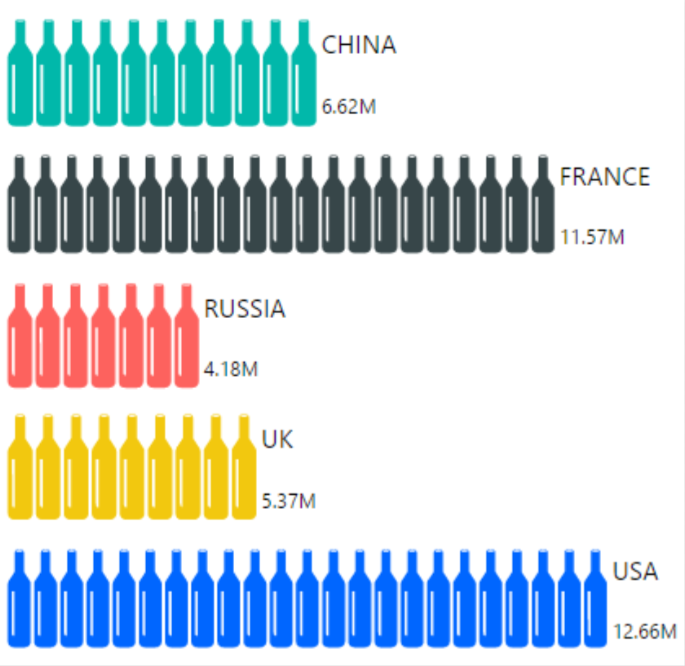 CHINA
6.62M
FRANCE
11.57M
RUSSIA
4.18M
UK
5.37M
USA
12.66M